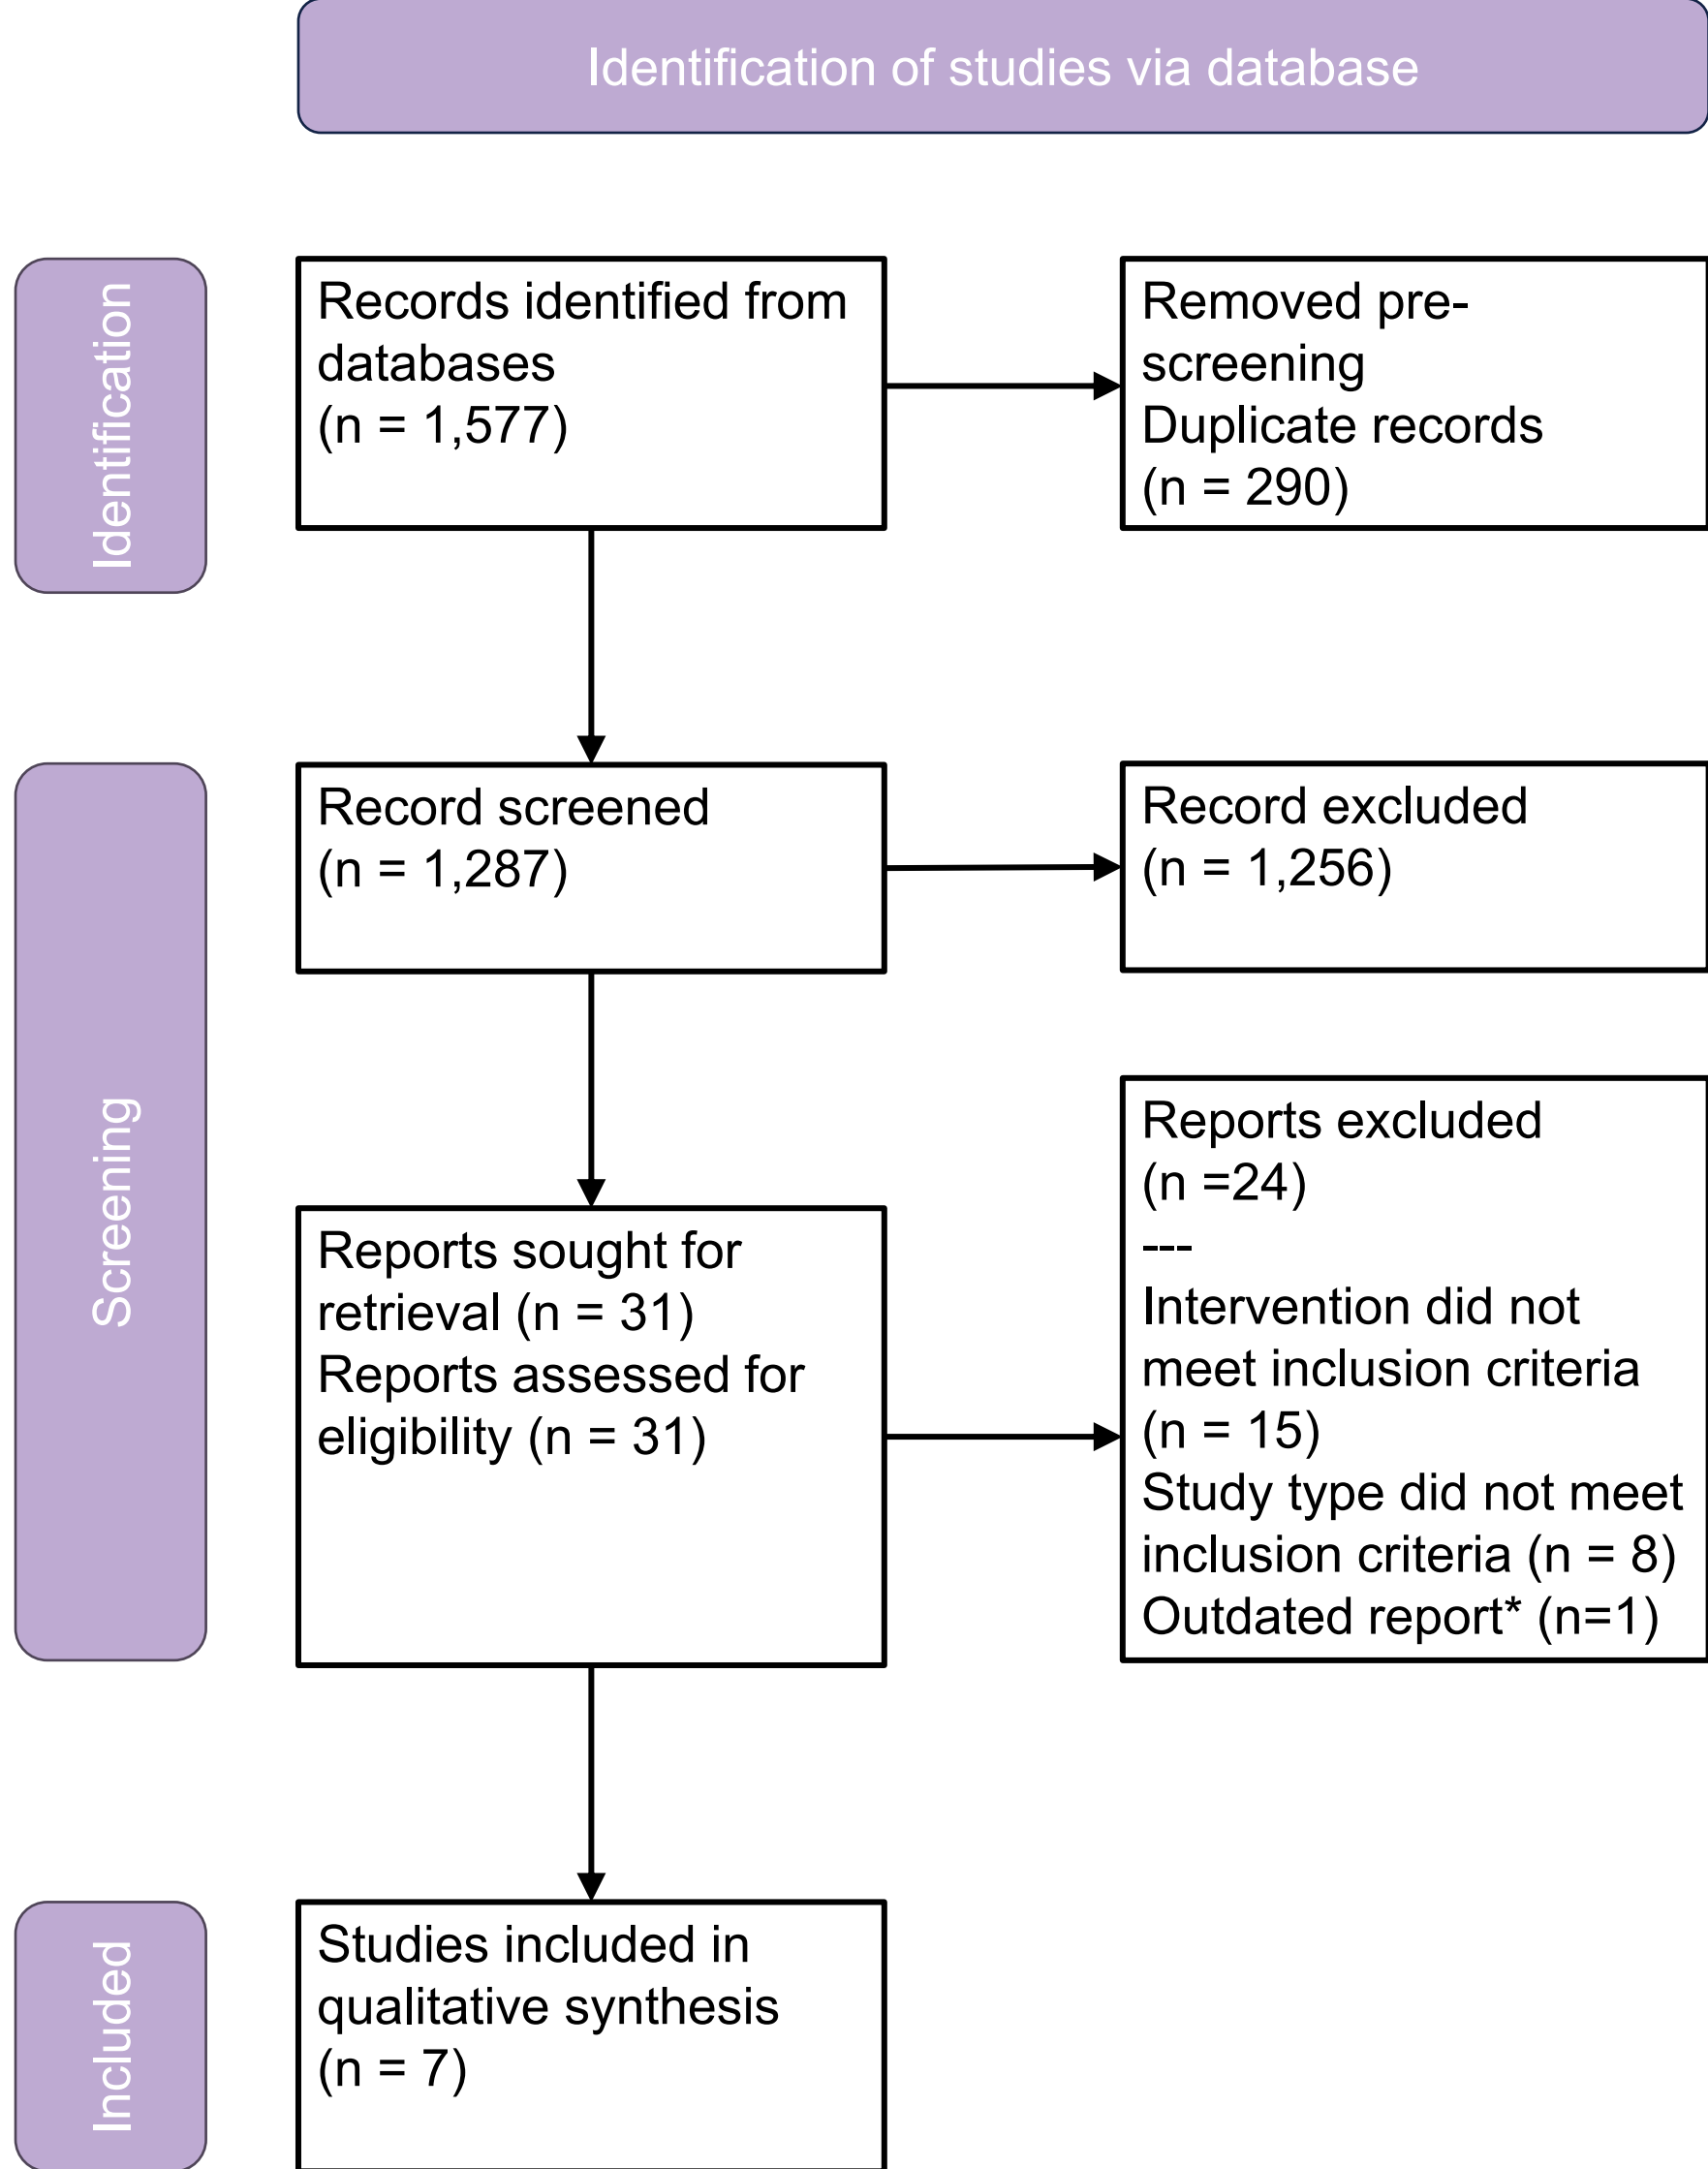 Identification of studies via database
Identification
Records identified from
databases
(n = 1,577)
Removed pre-
screening
Duplicate records
(n = 290)
Screening
Record screened
(n = 1,287)
Record excluded
(n = 1,256)
Reports sought for
retrieval (n = 31)
Reports assessed for
eligibility (n = 31)
Reports excluded
(n =24)
---
Intervention did not
meet inclusion criteria
(n = 15)
Study type did not meet
inclusion criteria (n = 8)
Outdated report* (n=1)
Included
Studies included in
qualitative synthesis
(n = 7)